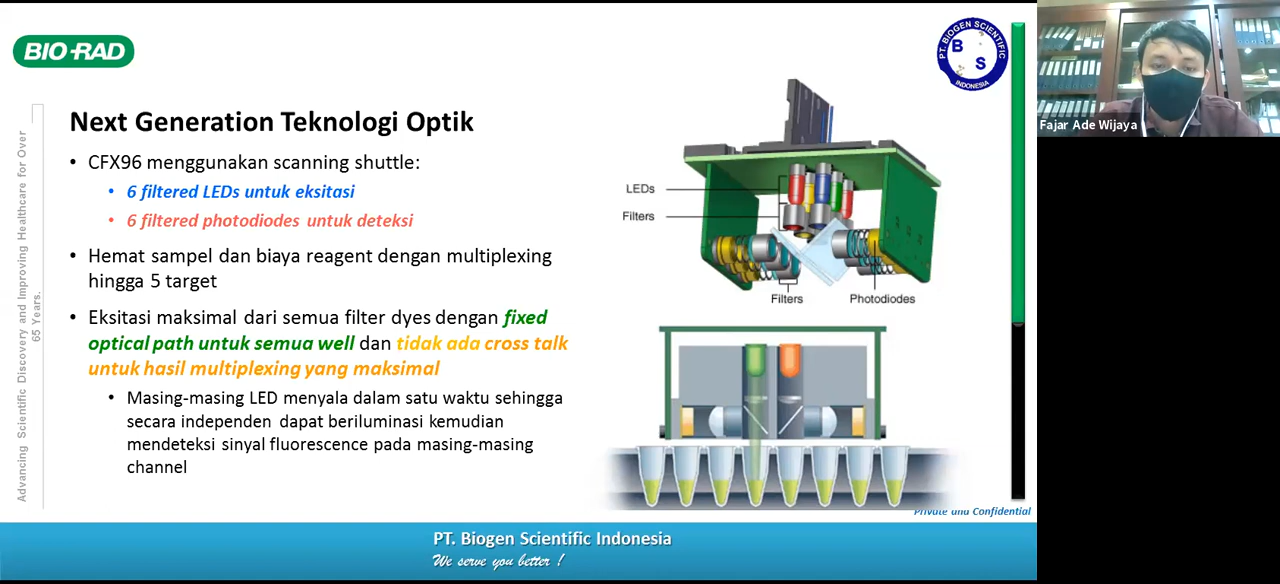 BIO-RAD
PT. BIOGEN SCIENTIFIC
B
S
INDONESIA
Fajar Ade Wijaya
Advancing Scientific Discovery and Improving Healthcare for Over
65 Years.
Next Generation Teknologi Optik
• CFX96 menggunakan scanning shuttle:
• 6 filtered LEDs untuk eksitasi
• 6 filtered photodiodes untuk deteksi
• Hemat sampel dan biaya reagent dengan multiplexing
hingga 5 target
• Eksitasi maksimal dari semua filter dyes dengan fixed
optical path untuk semua well dan tidak ada cross talk
untuk hasil multiplexing yang maksimal
• Masing-masing LED menyala dalam satu waktu sehingga
secara independen dapat beriluminasi kemudian
mendeteksi sinyal fluorescence pada masing-masing
channel
LEDs
Filters
Filters
Photodiodes
Private and Confidential
PT. Biogen Scientific Indonesia
We serve you better !